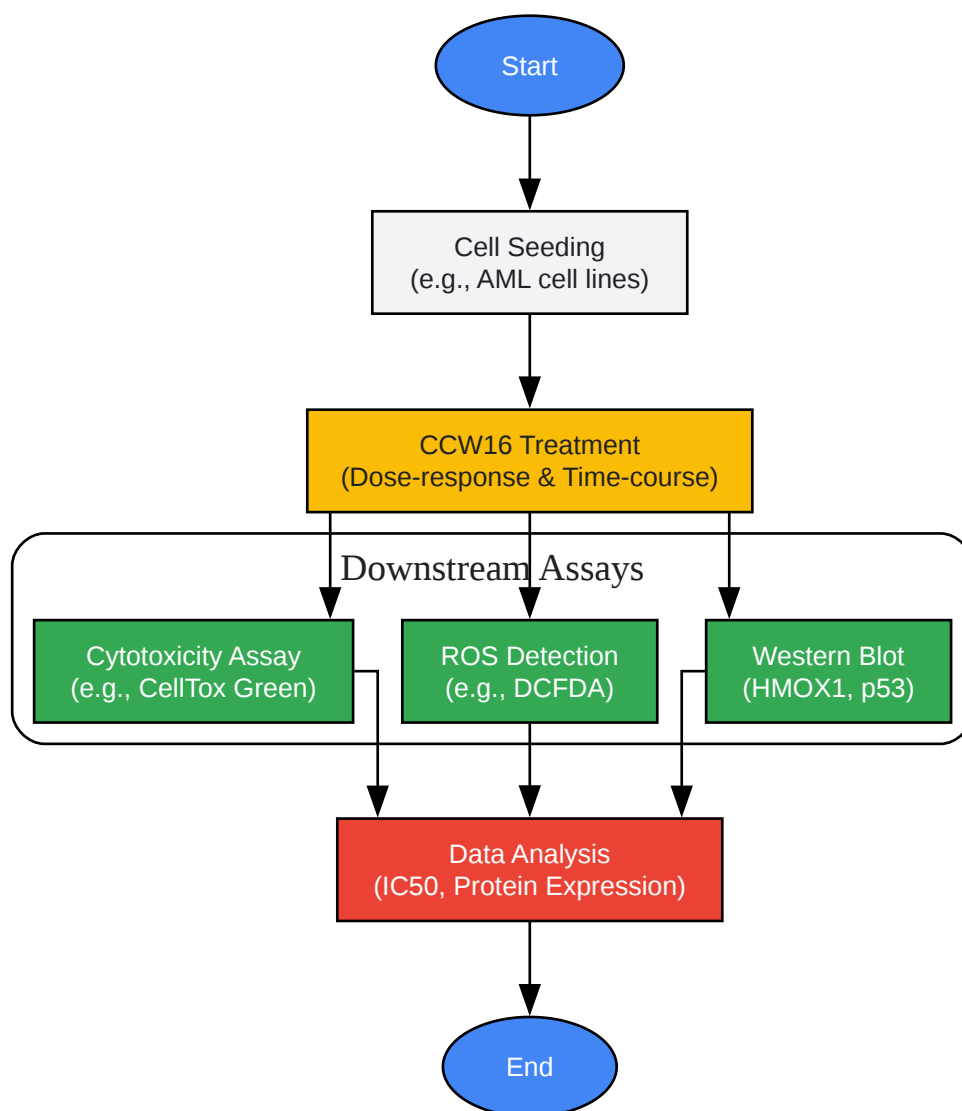 Start
Cell Seeding
(e.g., AML cell lines)
CCW16 Treatment
(Dose-response & Time-course)
Downstream Assays
Cytotoxicity Assay
(e.g., CellTox Green)
ROS Detection
(e.g., DCFDA)
Western Blot
(HMOX1, p53)
Data Analysis
(IC50, Protein Expression)
End